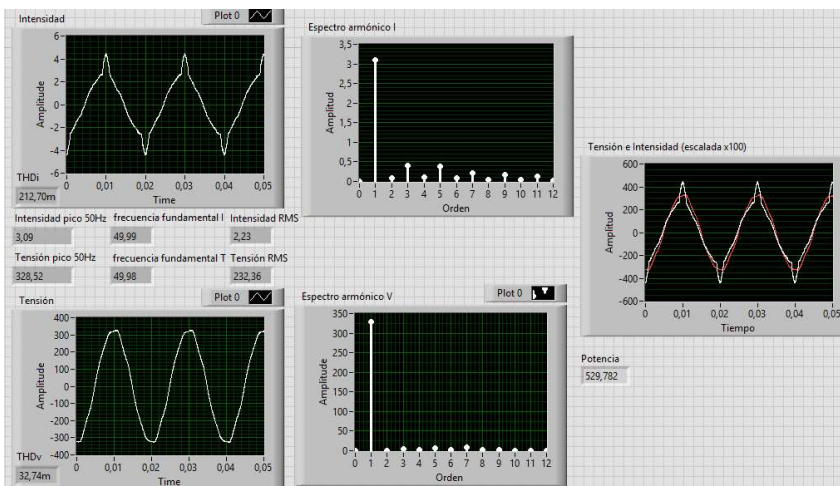 Intensidad
Plot 0
6-
4-
2-
0-
-2-
-4-
-6-
Amplitude
0
0,01
0,02
0,03
0,04
0,05
Time
THDi
212,70m
Intensidad pico 50Hz
3,09
frecuencia fundamental I
49,99
Intensidad RMS
2,23
Tensión pico 50Hz
328,52
frecuencia fundamental T
49,98
Tensión RMS
232,36
Tensión
Plot 0
400-
300-
200-
100-
0-
-100-
-200-
-300-
-400-
Amplitude
0
0,01
0,02
0,03
0,04
0,05
Time
THDv
32,74m
Espectro armónico I
3,5-
3-
2,5-
2-
1,5-
1-
0,5-
0-
Amplitud
0 1 2 3 4 5 6 7 8 9 10 11 12
Orden
Espectro armónico V
Plot 0
350-
300-
250-
200-
150-
100-
50-
0-
Amplitude
0 1 2 3 4 5 6 7 8 9 10 11 12
Orden
Tensión e Intensidad (escalada x100)
600-
400-
200-
0-
-200-
-400-
-600-
Amplitud
0
0,01
0,02
0,03
0,04
0,05
Tiempo
Potencia
529,782